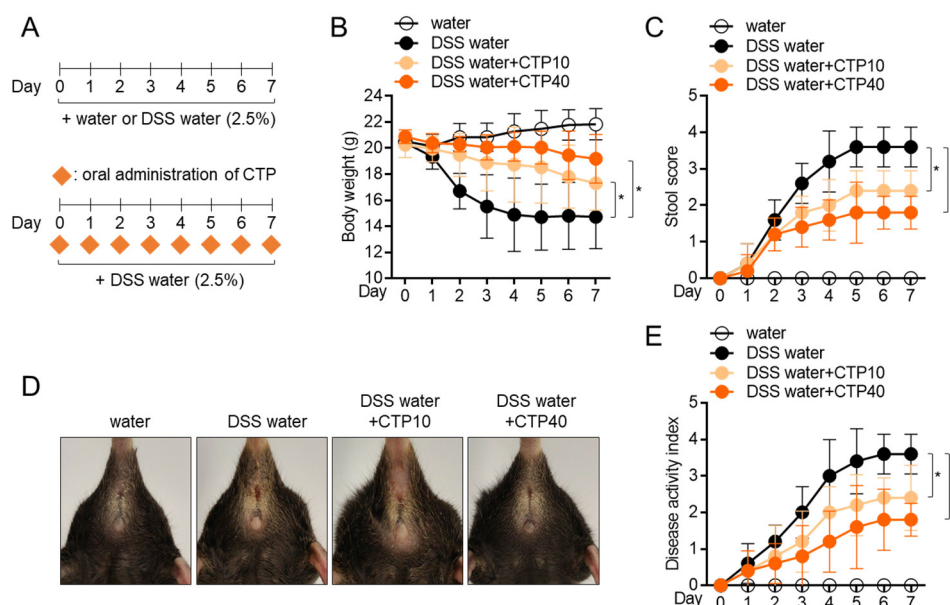 A
Day 0 1 2 3 4 5 6 7
+ water or DSS water (2.5%)
: oral administration of CTP
Day 0 1 2 3 4 5 6 7
+ DSS water (2.5%)
B
water
DSS water
DSS water+CTP10
DSS water+CTP40
Body weight (g)
24
22
20
18
16
14
12
10
* *
Day 0 1 2 3 4 5 6 7
C
water
DSS water
DSS water+CTP10
DSS water+CTP40
Stool score
5
4
3
2
1
0
*
Day 0 1 2 3 4 5 6 7
D
water
DSS water
DSS water
+CTP10
DSS water
+CTP40
E
water
DSS water
DSS water+CTP10
DSS water+CTP40
Disease activity index
5
4
3
2
1
0
*
Day 0 1 2 3 4 5 6 7